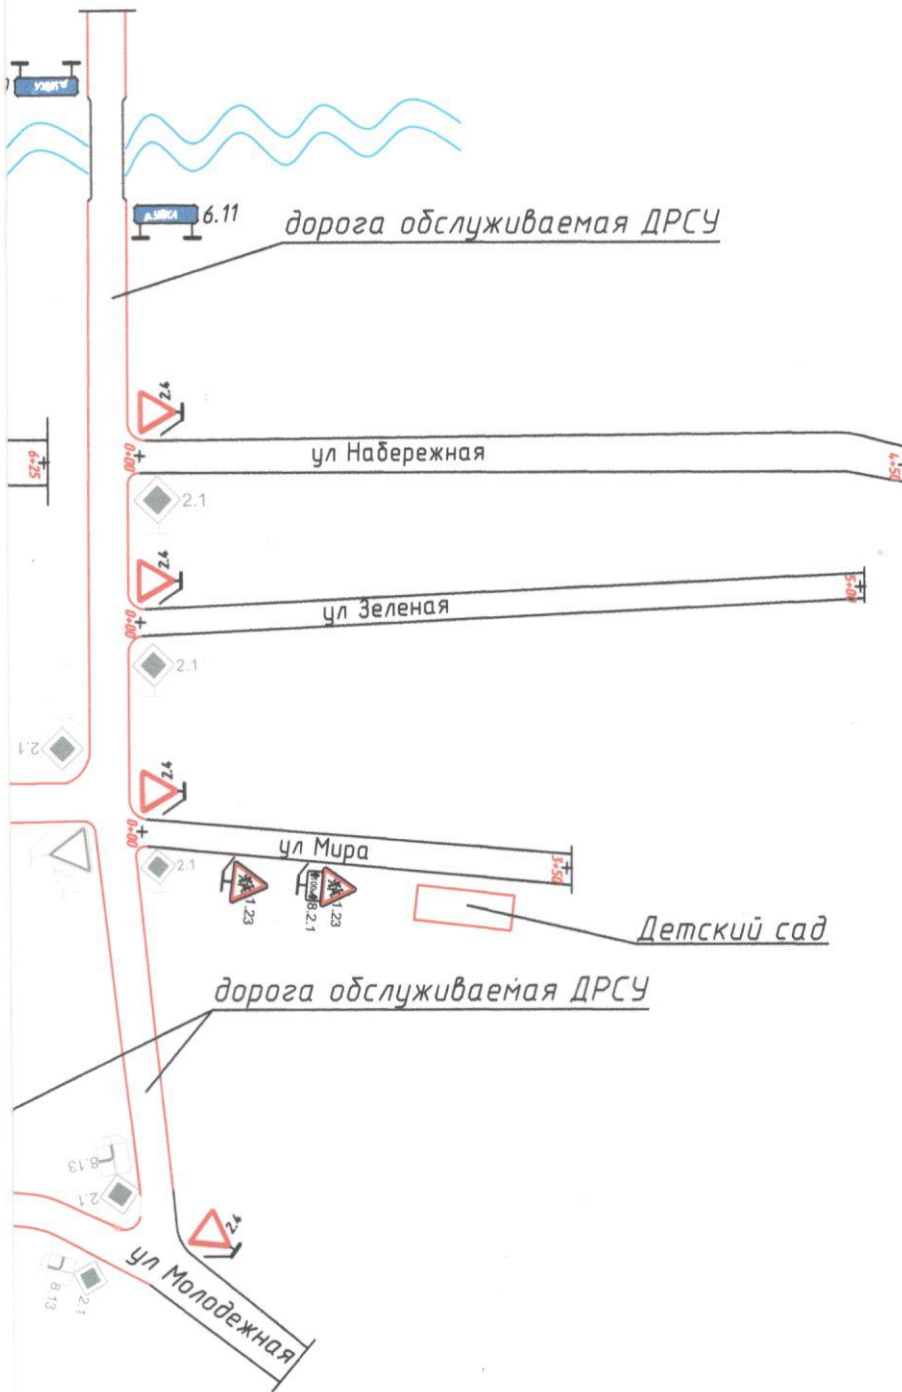 р.УЙКА
р.УЙКА 6.11
дорога обслуживаемая ДРСУ
2.4
6+25
0+00
ул Набережная
4+50
2.1
2.4
0+00
ул Зеленая
5+00
2.1
2.1
2.4
0+00
ул Мира
3+50
2.1
1.23
8.2.1
1.23
Детский сад
дорога обслуживаемая ДРСУ
8.13
2.1
2.4
ул Молодежная
2.1
8.13